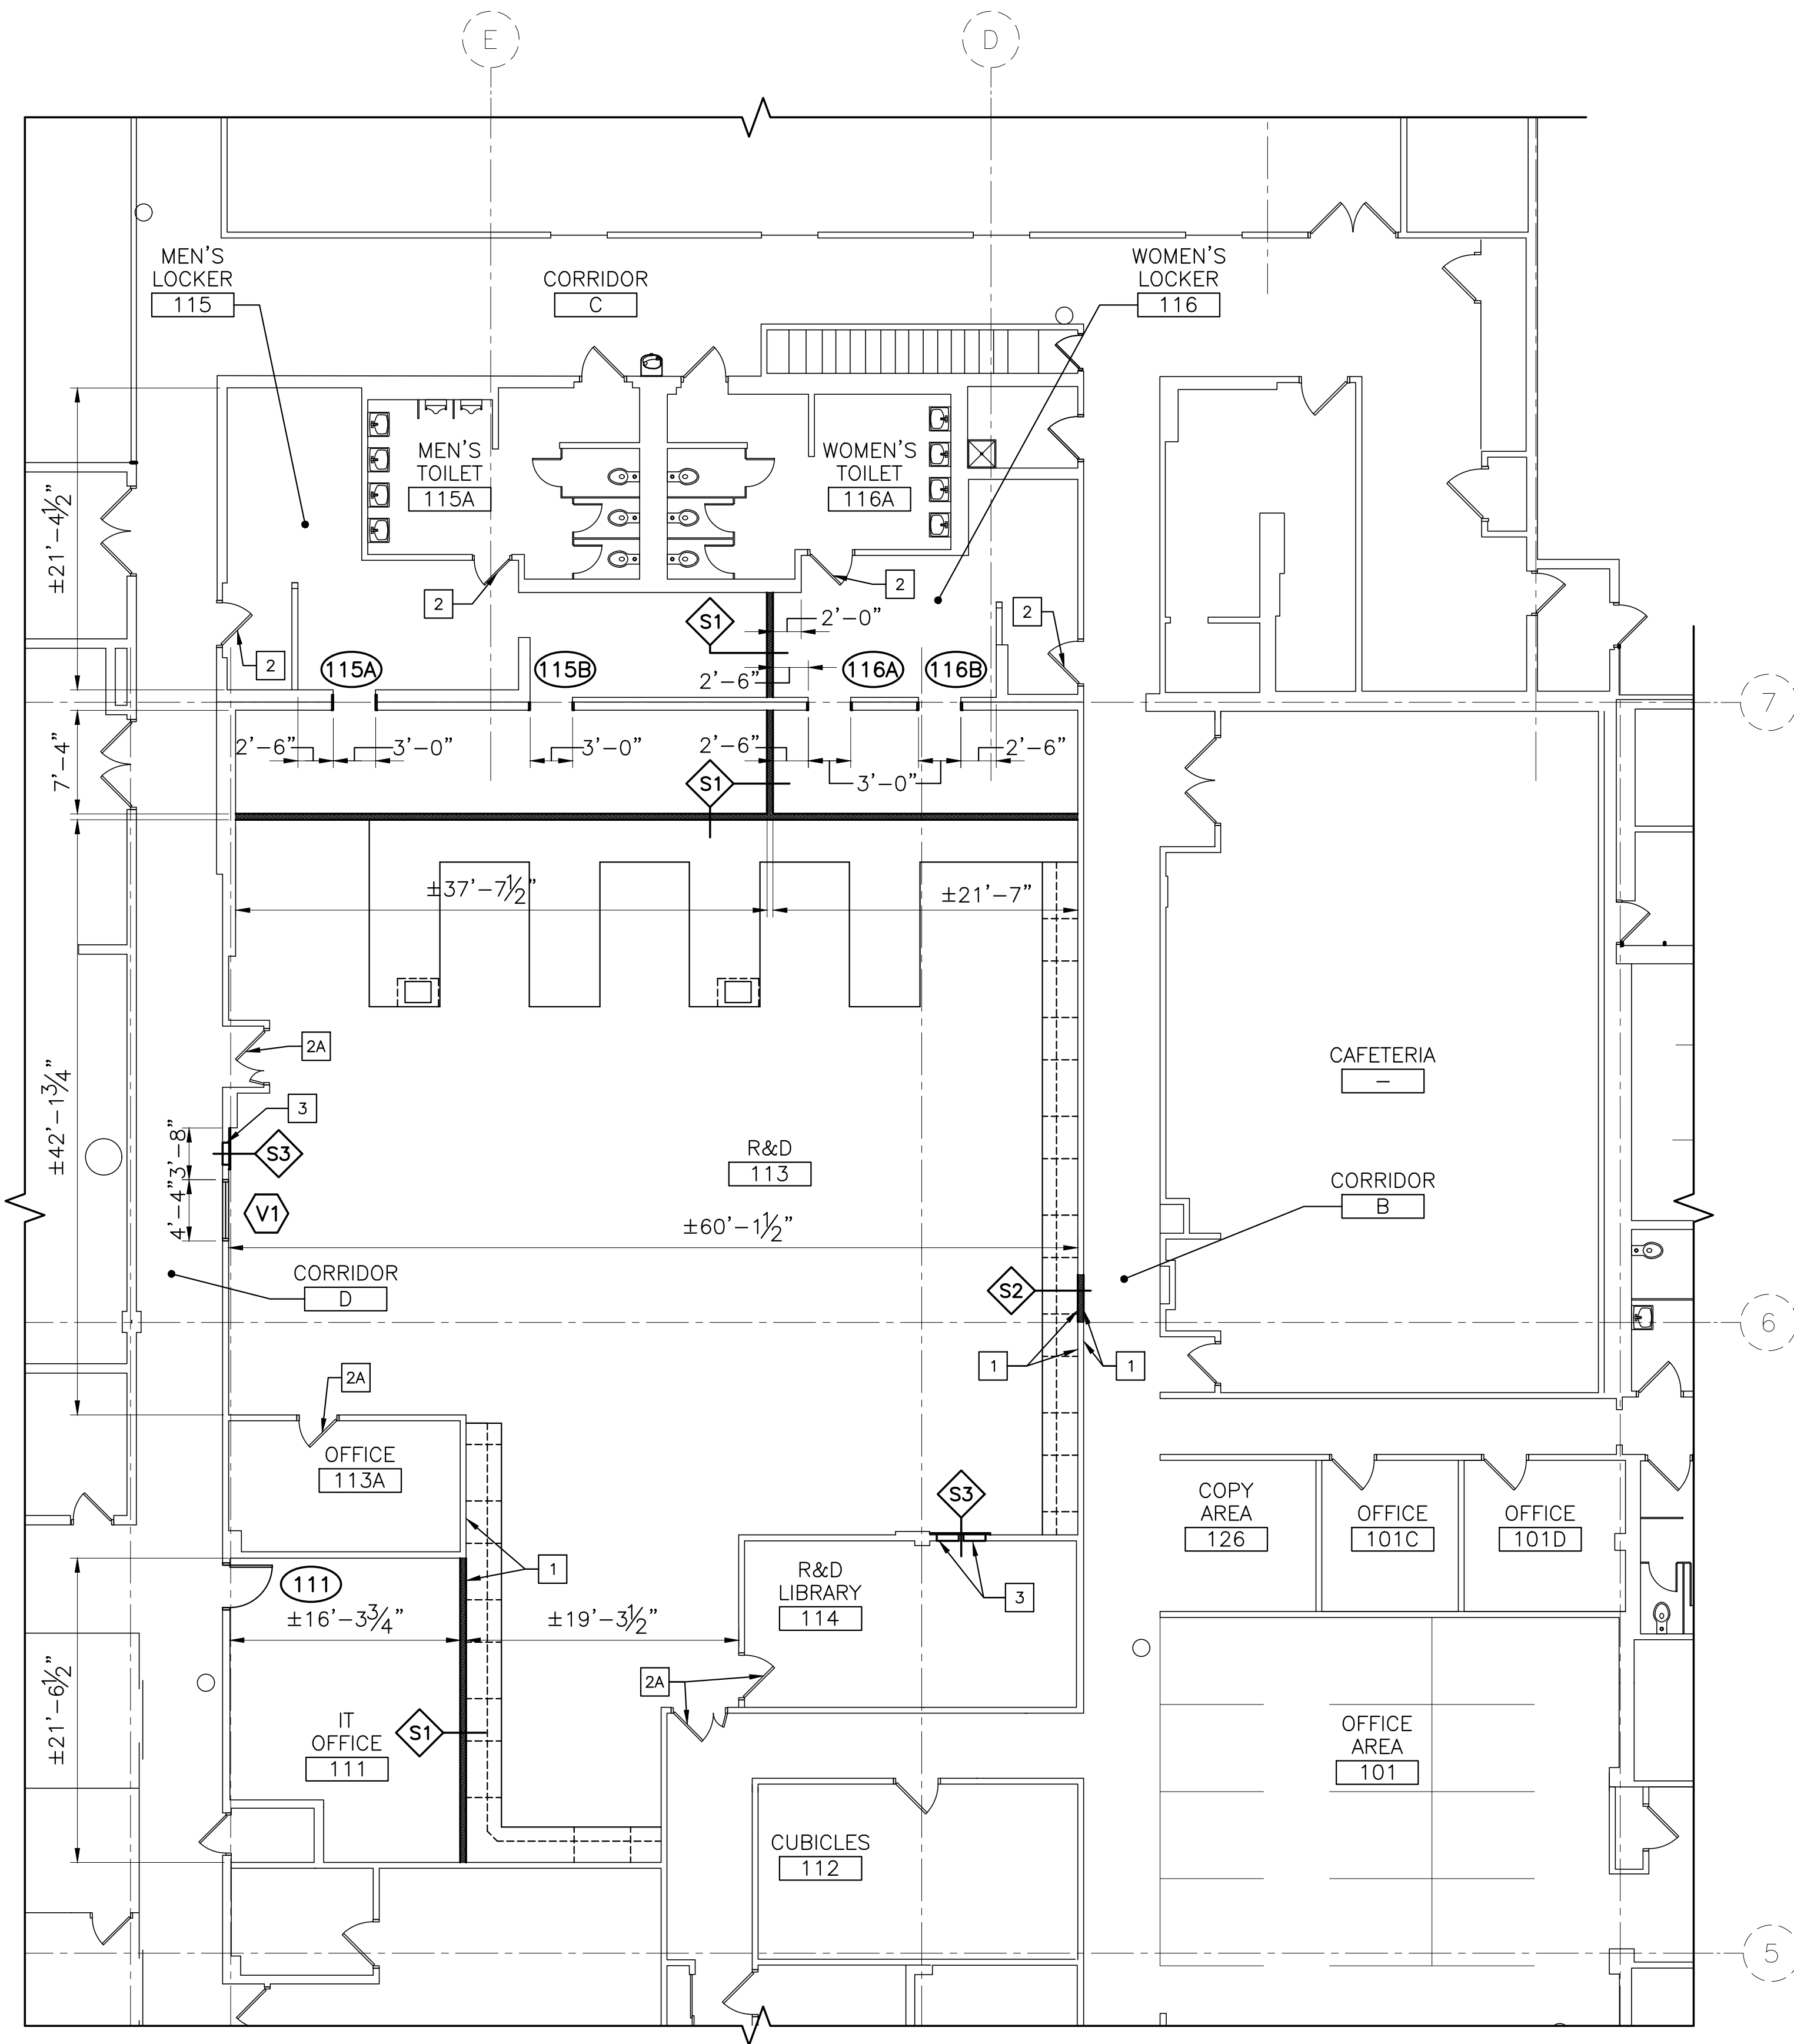 E
D
MEN'S
LOCKER
115
CORRIDOR
C
WOMEN'S
LOCKER
116
±21'-4½"
MEN'S
TOILET
115A
WOMEN'S
TOILET
116A
2
2
2
2
S1
2'-0"
115A
115B
2'-6"
116A
116B
7
7'-4"
2'-6"
3'-0"
3'-0"
2'-6"
3'-0"
2'-6"
S1
±37'-7½"
±21'-7"
±42'-1¾"
2A
3
3'-8"
S3
4'-4"
V1
R&D
113
±60'-1½"
CAFETERIA
-
CORRIDOR
B
CORRIDOR
D
S2
6
1
1
2A
OFFICE
113A
S3
COPY
AREA
126
OFFICE
101C
OFFICE
101D
111
1
R&D
LIBRARY
114
3
±16'-3¾"
±19'-3½"
±21'-6½"
2A
IT
OFFICE
111
S1
OFFICE
AREA
101
CUBICLES
112
5